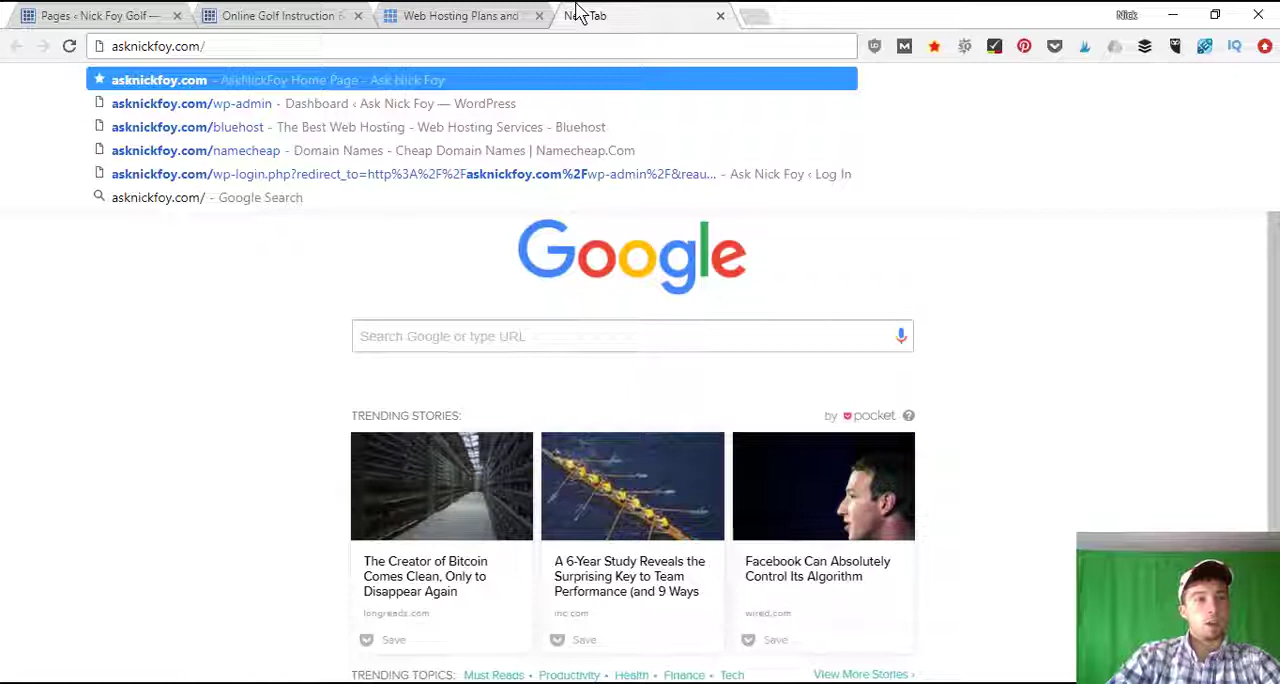 Pages ‹ Nick Foy Golf —
Online Golf Instruction &
Web Hosting Plans and
New Tab
Nick
asknickfoy.com/
asknickfoy.com - AskNickFoy Home Page - Ask Nick Foy
asknickfoy.com/wp-admin - Dashboard ‹ Ask Nick Foy — WordPress
asknickfoy.com/bluehost - The Best Web Hosting - Web Hosting Services - Bluehost
asknickfoy.com/namecheap - Domain Names - Cheap Domain Names | Namecheap.Com
asknickfoy.com/wp-login.php?redirect_to=http%3A%2F%2Fasknickfoy.com%2Fwp-admin%2F&reau... - Ask Nick Foy ‹ Log In
asknickfoy.com/ - Google Search
Google
Search Google or type URL
TRENDING STORIES:
by pocket ?
The Creator of Bitcoin
Comes Clean, Only to
Disappear Again
longreads.com
Save
A 6-Year Study Reveals the
Surprising Key to Team
Performance (and 9 Ways
inc.com
Save
Facebook Can Absolutely
Control Its Algorithm
wired.com
Save
TRENDING TOPICS: Must Reads • Productivity • Health • Finance • Tech
View More Stories ›